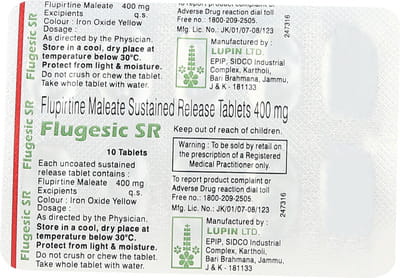 Flupirtine Maleate 400 mg
Excipients q.s.
Colour : Iron Oxide Yellow
Dosage :
As directed by the Physician.
Store in a cool, dry place at
temperature below 30°C.
Protect from light & moisture.
Do not crush or chew the tablet.
Take whole tablet with water.
To report product complaint or
Adverse Drug reaction dial toll
Free no.: 1800-209-2505.
Mfg. Lic. No.: JK/01/07-08/123
Manufactured by :
LUPIN LTD.
EPIP, SIDCO Industrial
Complex, Kartholi,
Bari Brahmana, Jammu,
J & K - 181133
247316
Flugesic SR
Flupirtine Maleate Sustained Release Tablets 400 mg
Flugesic SR
Keep out of reach of children.
10 Tablets
Warning : To be sold by retail on
the prescription of a Registered
Medical Practitioner only.
Each uncoated sustained
release tablet contains :
Flupirtine Maleate 400 mg
Excipients q.s.
Colour : Iron Oxide Yellow
Dosage :
As directed by the Physician.
Store in a cool, dry place at
temperature below 30°C.
Protect from light & moisture.
Do not crush or chew the tablet.
Take whole tablet with water.
To report product complaint or
Adverse Drug reaction dial toll
Free no.: 1800-209-2505.
Mfg. Lic. No.: JK/01/07-08/123
Manufactured by :
LUPIN LTD.
EPIP, SIDCO Industrial
Complex, Kartholi,
Bari Brahmana, Jammu,
J & K - 181133
247316
Flugesic SR